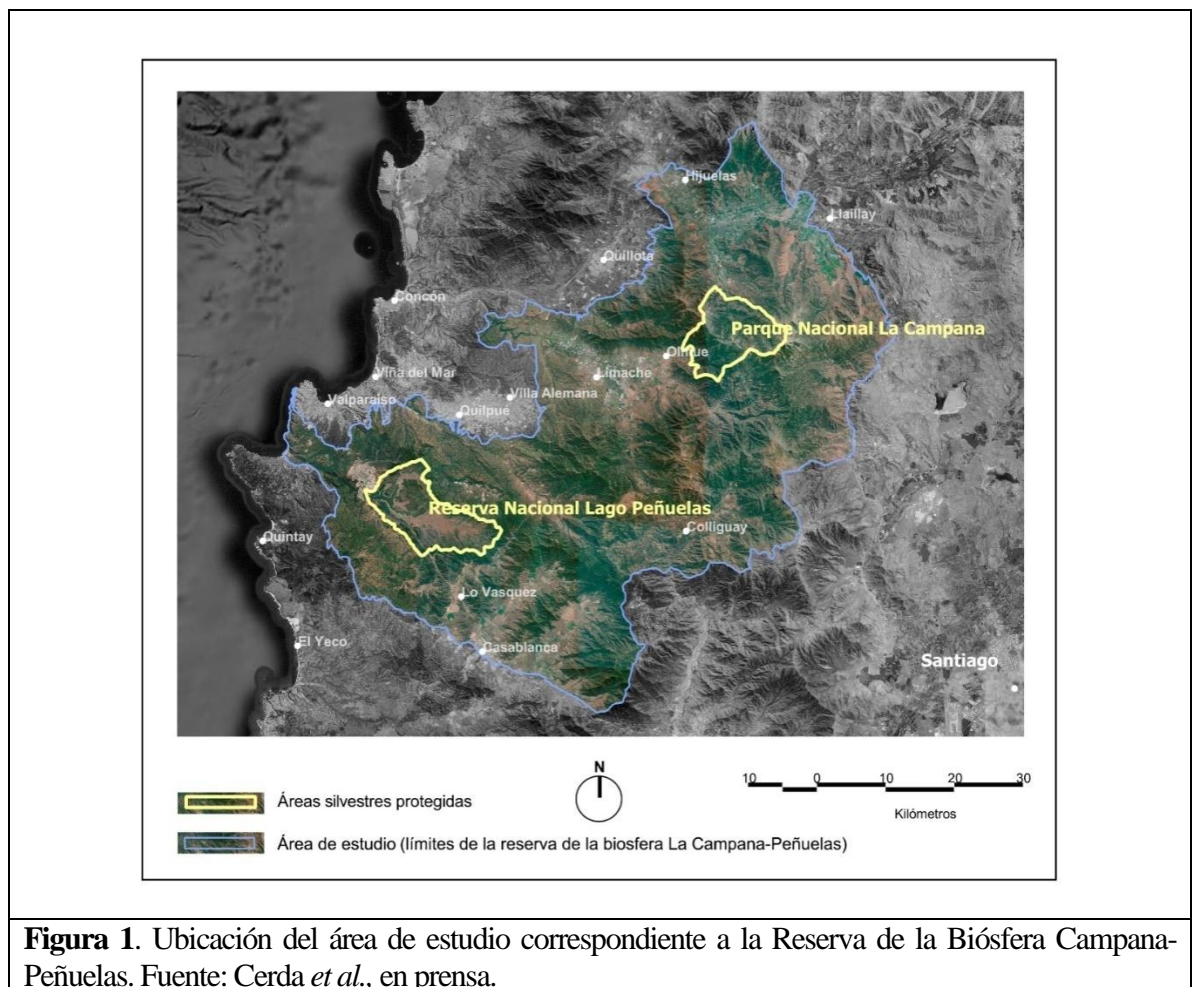 Hijuelas
Llaillay
Quillota
Concón
Parque Nacional La Campana
Olmue
Viña del Mar
Limache
Villa Alemana
Valparaíso
Quilpué
Reserva Nacional Lago Peñuelas
Colliguay
Quintay
Lo Vasquez
El Yeco
Casablanca
Santiago
N
10 0 10 20 30
Kilómetros
Áreas silvestres protegidas
Área de estudio (límites de la reserva de la biosfera La Campana-Peñuelas)
Figura 1. Ubicación del área de estudio correspondiente a la Reserva de la Biósfera Campana-
Peñuelas. Fuente: Cerda et al., en prensa.